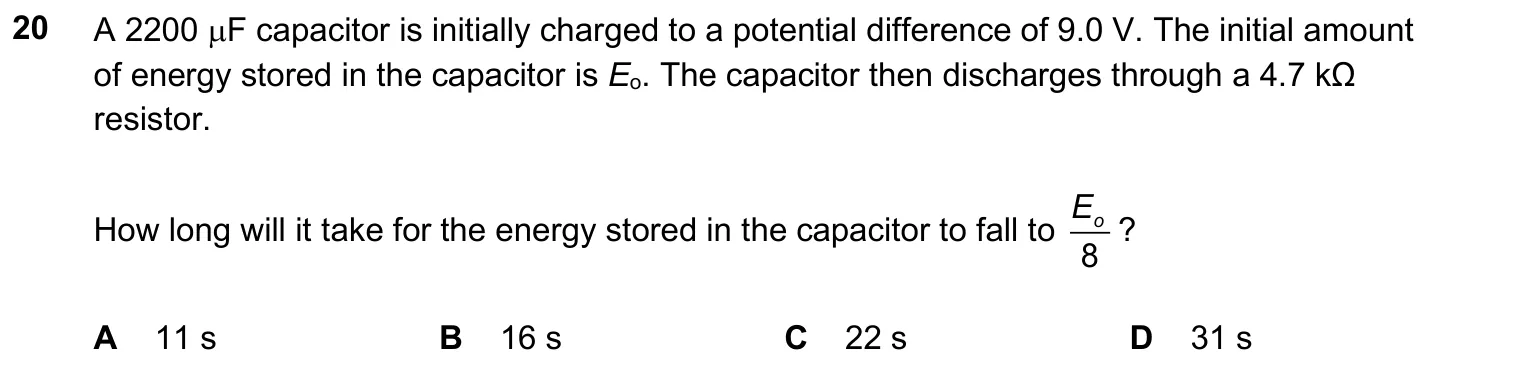 20 A 2200 μF capacitor is initially charged to a potential difference of 9.0 V. The initial amount
of energy stored in the capacitor is Eₒ. The capacitor then discharges through a 4.7 kΩ
resistor.
How long will it take for the energy stored in the capacitor to fall to Eₒ/8 ?
A 11 s B 16 s C 22 s D 31 s